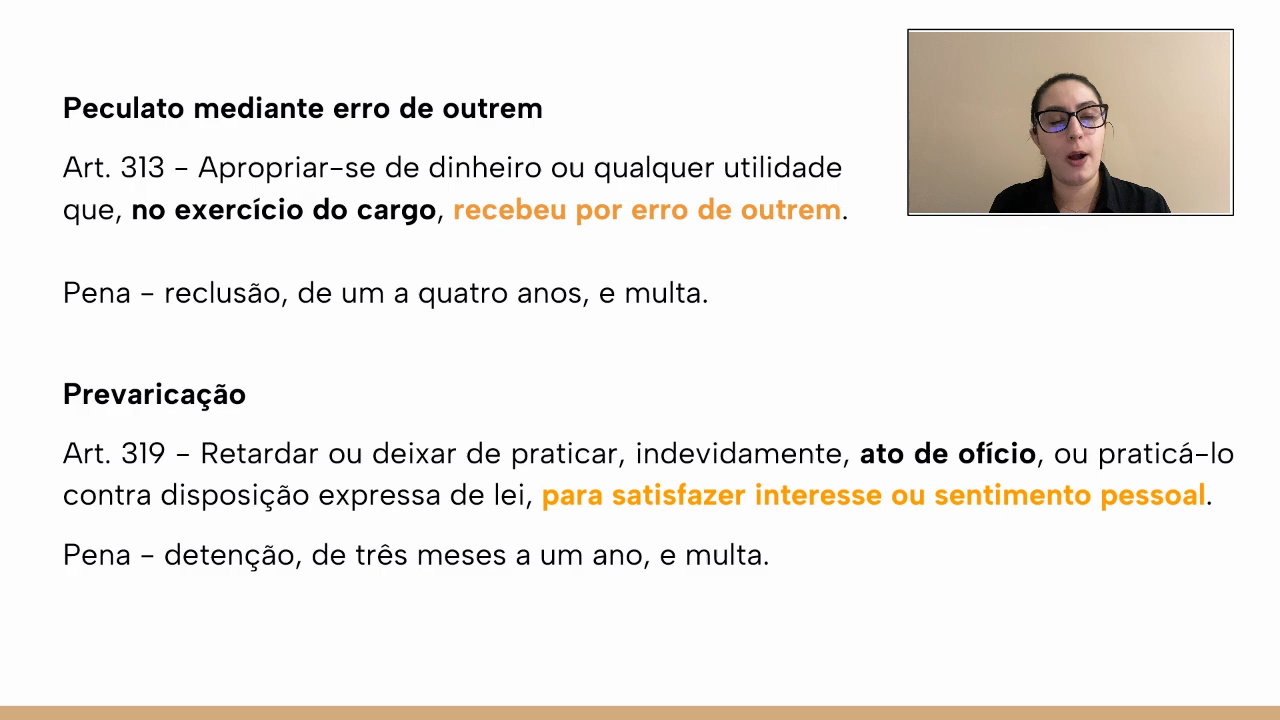 Peculato mediante erro de outrem
Art. 313 – Apropriar-se de dinheiro ou qualquer utilidade
que, no exercício do cargo, recebeu por erro de outrem.
Pena – reclusão, de um a quatro anos, e multa.
Prevaricação
Art. 319 – Retardar ou deixar de praticar, indevidamente, ato de ofício, ou praticá-lo
contra disposição expressa de lei, para satisfazer interesse ou sentimento pessoal.
Pena – detenção, de três meses a um ano, e multa.